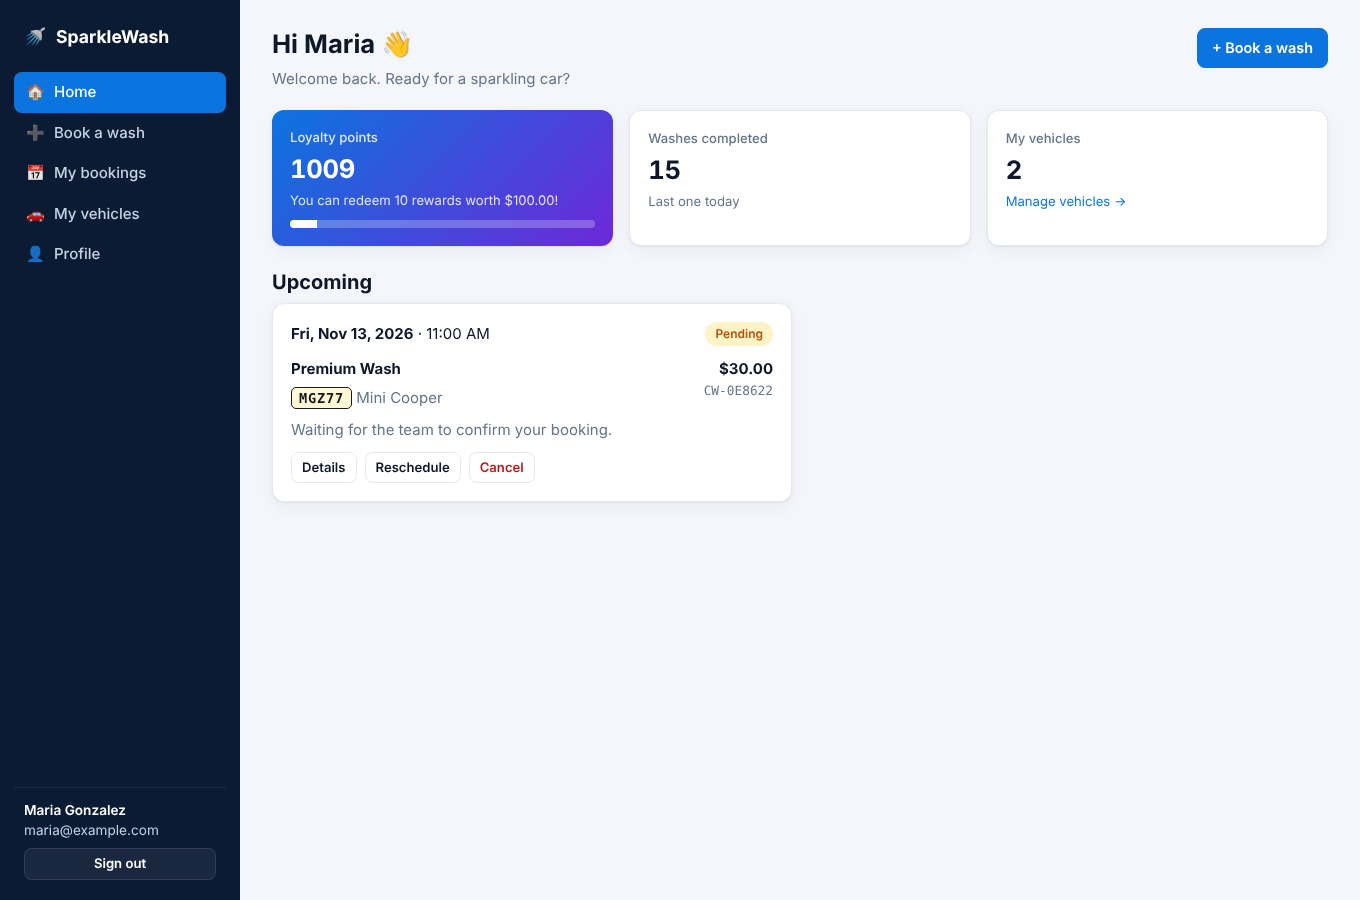 SparkleWash
Home
Book a wash
My bookings
My vehicles
Profile
Maria Gonzalez
maria@example.com
Sign out
Hi Maria 👋
Welcome back. Ready for a sparkling car?
+ Book a wash
Loyalty points
1009
You can redeem 10 rewards worth $100.00!
Washes completed
15
Last one today
My vehicles
2
Manage vehicles →
Upcoming
Fri, Nov 13, 2026 · 11:00 AM
Pending
Premium Wash
$30.00
MGZ77 Mini Cooper
CW-0E8622
Waiting for the team to confirm your booking.
Details
Reschedule
Cancel